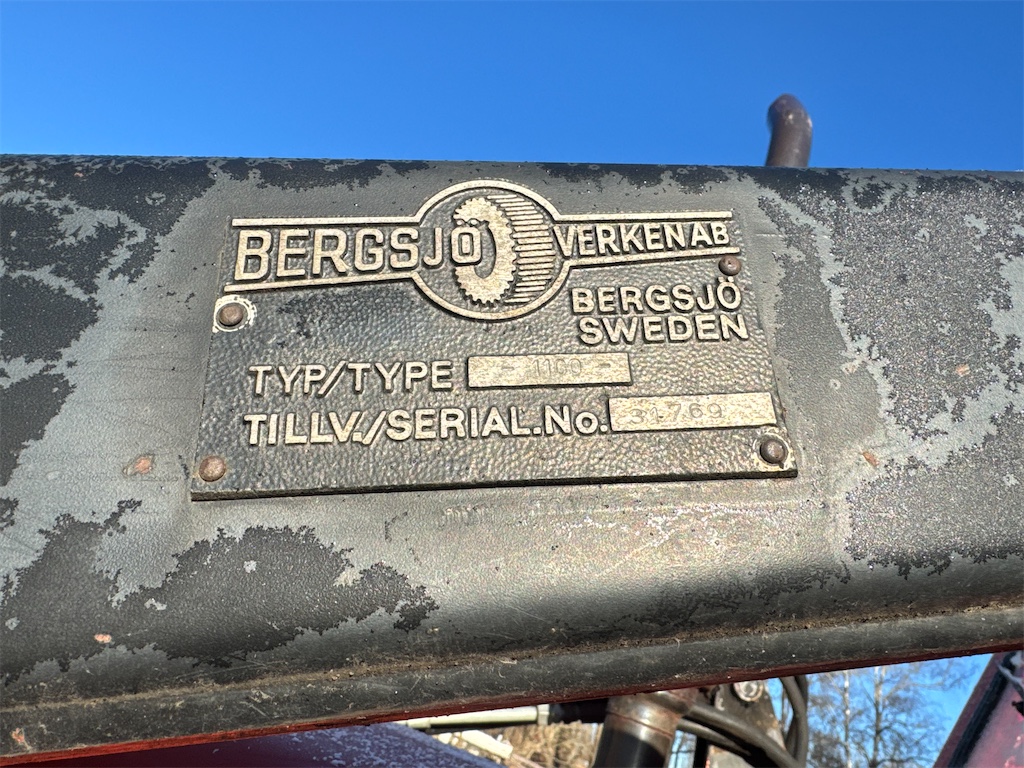 BERGSJÖ VERKEN AB
BERGSJÖ
SWEDEN
TYP/TYPE - 1100 -
TILLV./SERIAL.No. 31769